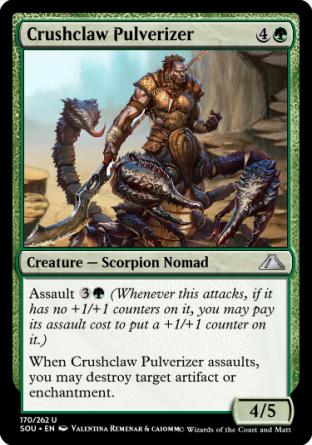 Crushclaw Pulverizer 4
Creature — Scorpion Nomad
Assault 3 (Whenever this attacks, if it
has no +1/+1 counters on it, you may pay
its assault cost to put a +1/+1 counter on
it.)
When Crushclaw Pulverizer assaults,
you may destroy target artifact or
enchantment.
4/5
170/262 U
SOU • EN VALENTINA REMENAR & CAIOMM © Wizards of the Coast and Matt